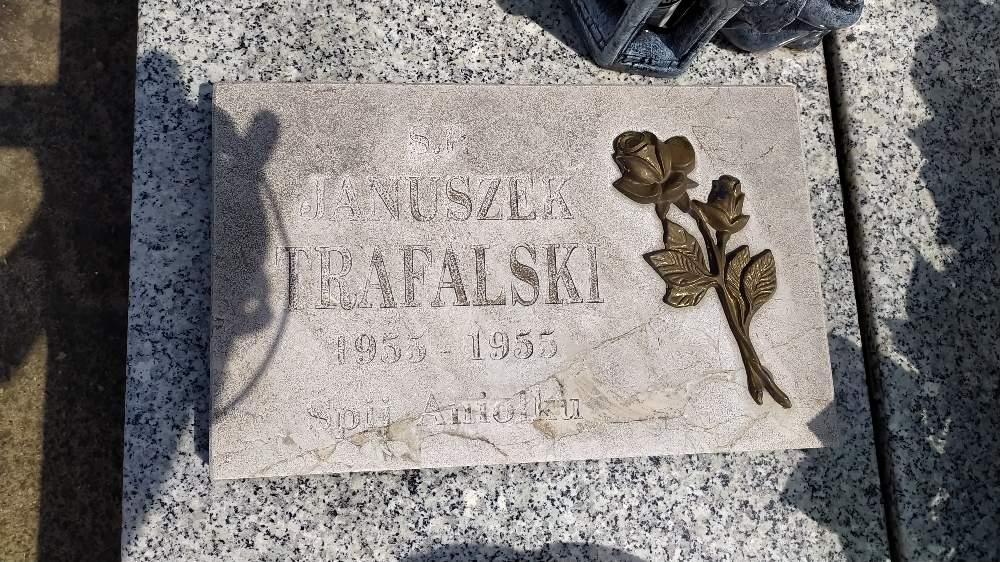 Ś.P.
JANUSZEK
TRAFALSKI
1955 - 1955
Śpij Aniołku